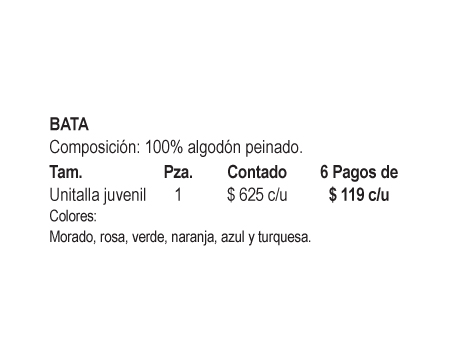 BATA
Composición: 100% algodón peinado.
Tam. Pza. Contado 6 Pagos de
Unitalla juvenil 1 $ 625 c/u $ 119 c/u
Colores:
Morado, rosa, verde, naranja, azul y turquesa.